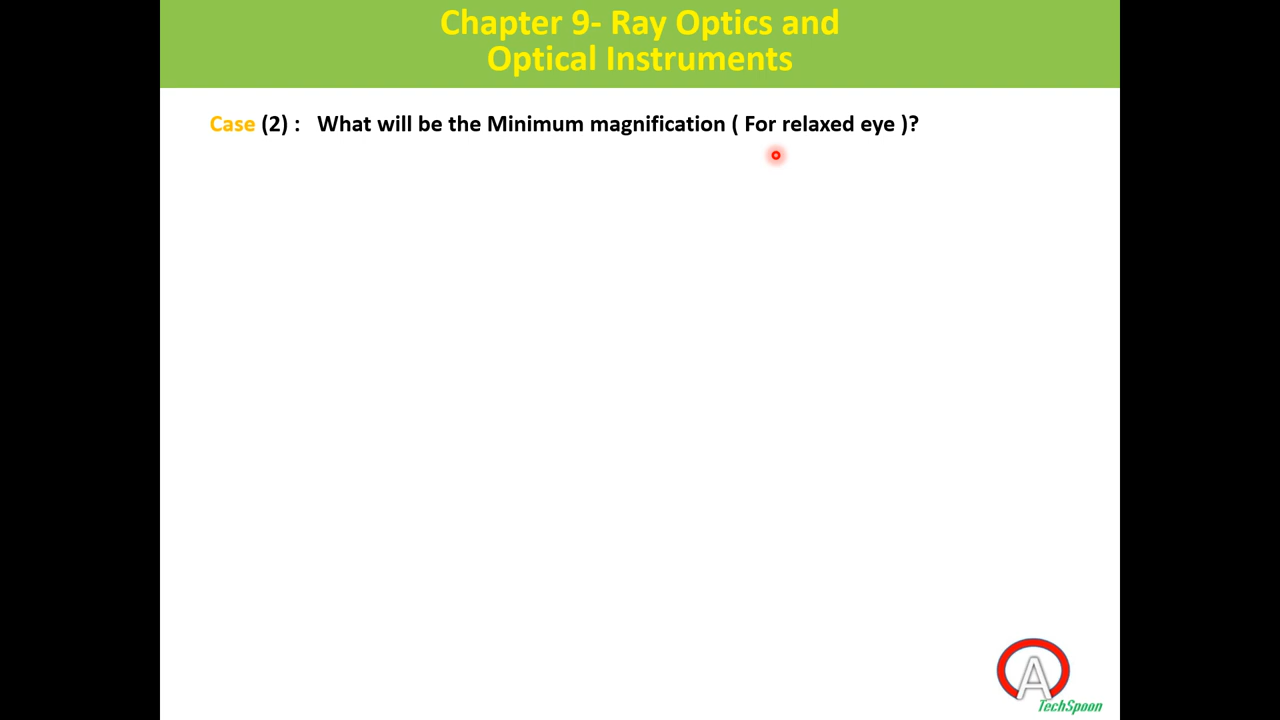 Chapter 9- Ray Optics and
Optical Instruments
Case (2) : What will be the Minimum magnification ( For relaxed eye )?
A
TechSpoon